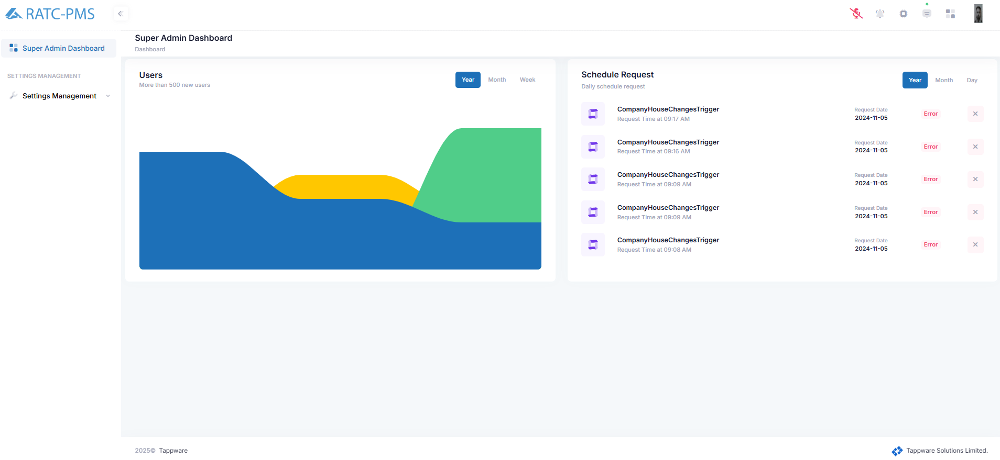 RATC-PMS
Super Admin Dashboard
SETTINGS MANAGEMENT
Settings Management
Super Admin Dashboard
Dashboard
Users
More than 500 new users
Year Month Week
Schedule Request
Daily schedule request
Year Month Day
CompanyHouseChangesTrigger
Request Time at 09:17 AM
Request Date
2024-11-05
Error
CompanyHouseChangesTrigger
Request Time at 09:16 AM
Request Date
2024-11-05
Error
CompanyHouseChangesTrigger
Request Time at 09:09 AM
Request Date
2024-11-05
Error
CompanyHouseChangesTrigger
Request Time at 09:09 AM
Request Date
2024-11-05
Error
CompanyHouseChangesTrigger
Request Time at 09:08 AM
Request Date
2024-11-05
Error
2025© Tappware
Tappware Solutions Limited.